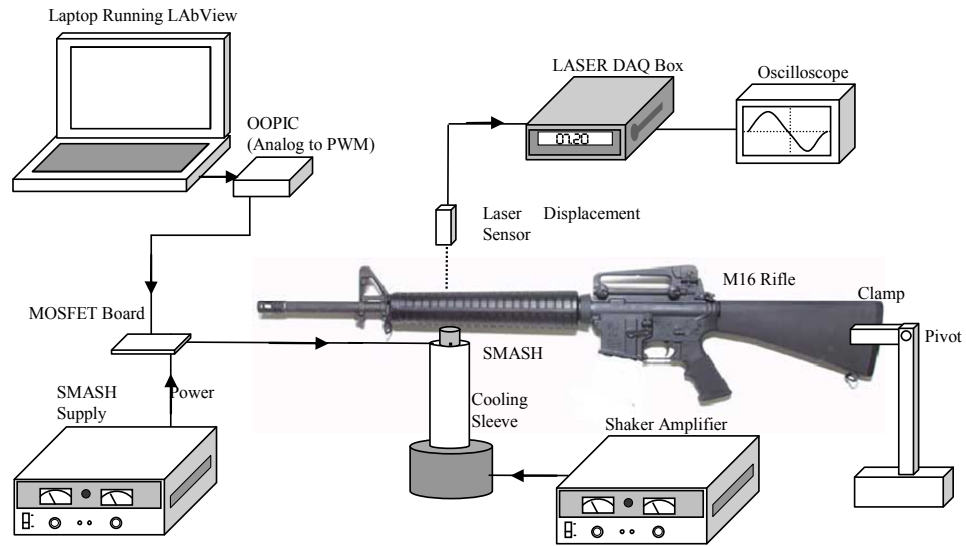 Laptop Running LAbView
LASER DAQ Box
Oscilloscope
OOPIC
(Analog to PWM)
07.20
Laser Displacement
Sensor
M16 Rifle
Clamp
MOSFET Board
Pivot
SMASH
SMASH Power
Supply
Cooling
Sleeve
Shaker Amplifier